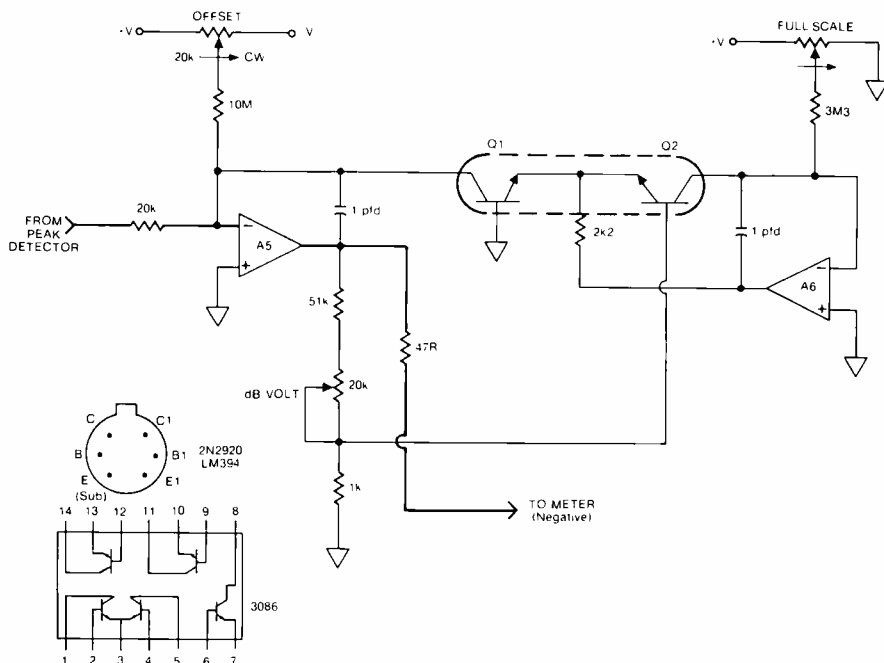 OFFSET
+V
V
20k
CW
10M
FROM
PEAK
DETECTOR
20k
-
+
A5
1 pfd
51k
47R
dB VOLT
20k
1k
TO METER
(Negative)
Q1
Q2
2k2
1 pfd
FULL SCALE
+V
3M3
-
+
A6
C
C1
B
B1
E
E1
(Sub)
2N2920
LM394
14
13
12
11
10
9
8
3086
1
2
3
4
5
6
7